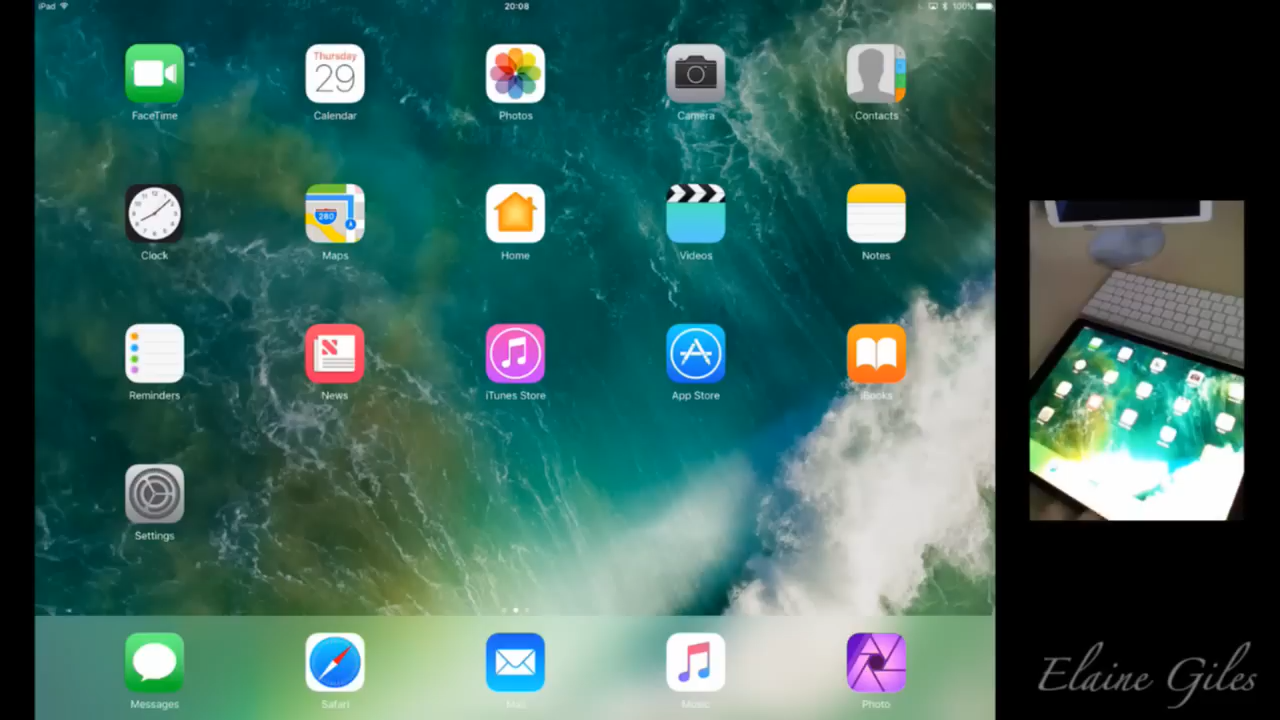 iPad 20:08 100%
Thursday
29
FaceTime Calendar Photos Camera Contacts
280
Clock Maps Home Videos Notes
Reminders News iTunes Store App Store iBooks
Settings
Messages Safari Mail Music Photo
Elaine Giles